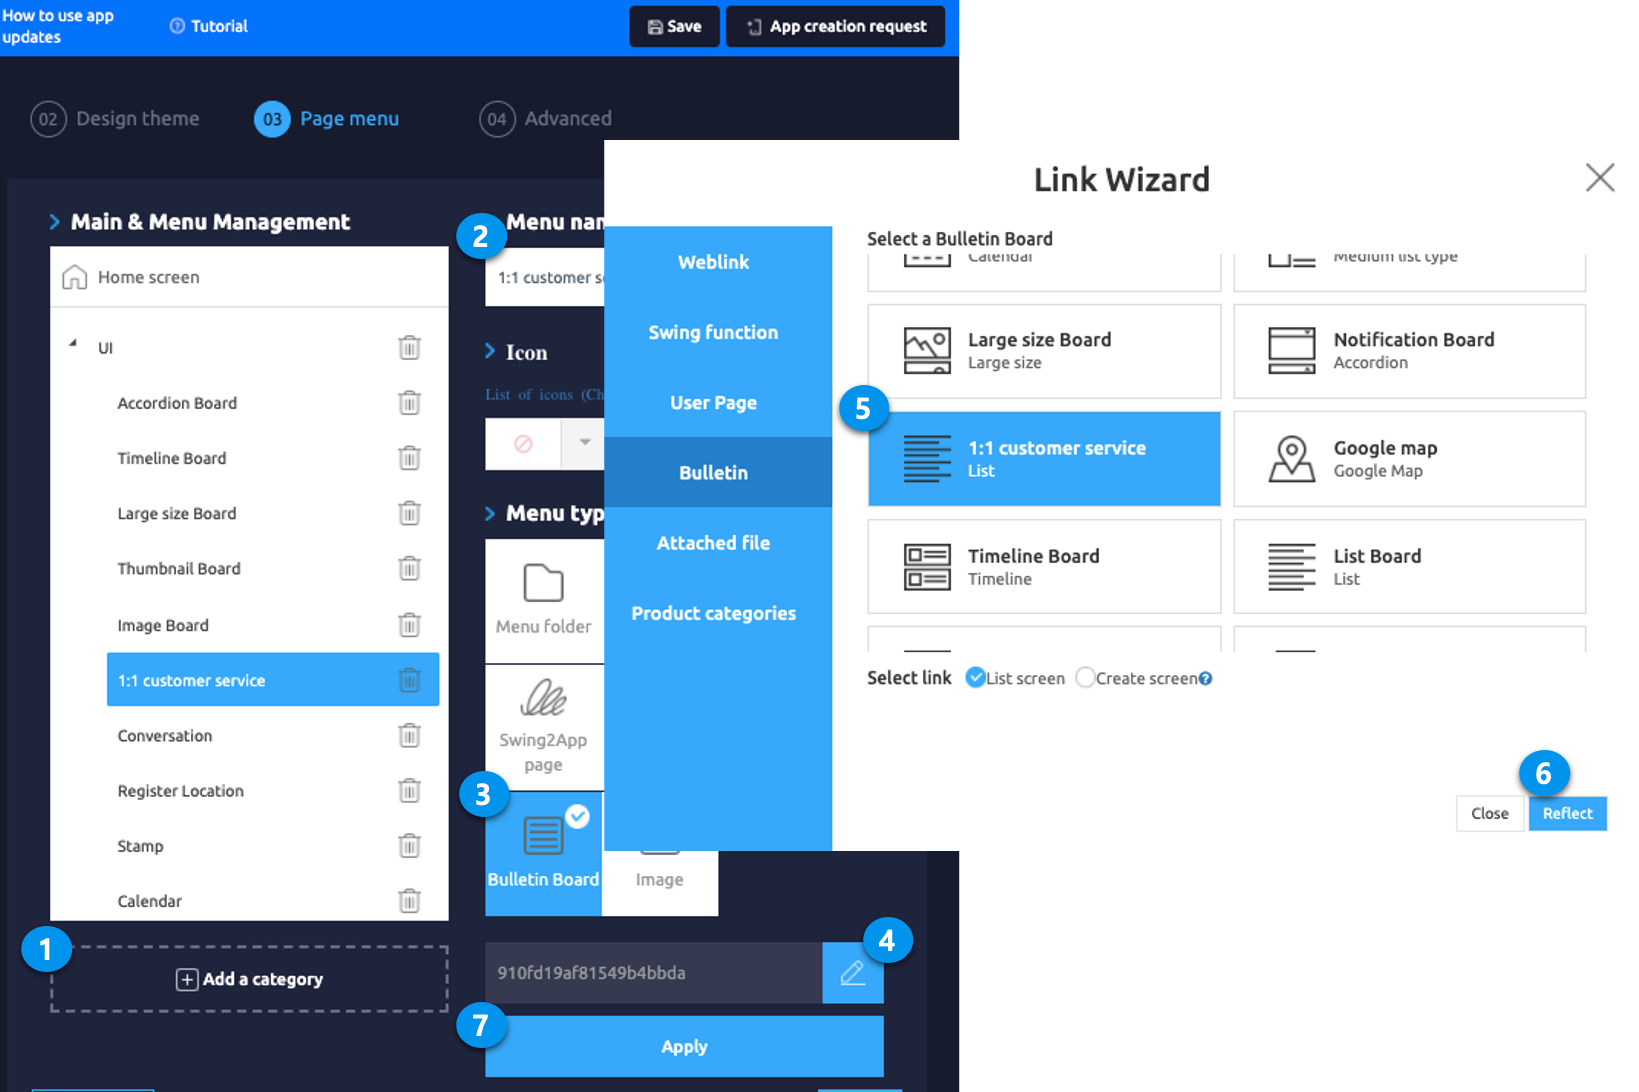 How to use app
updates
Tutorial
Save
App creation request
02 Design theme
03 Page menu
04 Advanced
Main & Menu Management
Home screen
UI
Accordion Board
Timeline Board
Large size Board
Thumbnail Board
Image Board
1:1 customer service
Conversation
Register Location
Stamp
Calendar
1
Add a category
2
Menu nam
1:1 customer se
Icon
List of icons (Ch
Menu typ
Menu folder
Swing2App
page
3
Bulletin Board
Image
4
910fd19af81549b4bbda
7
Apply
Link Wizard
Weblink
Swing function
User Page
Bulletin
Attached file
Product categories
Select a Bulletin Board
Calendar
Medium list type
Large size Board
Large size
Notification Board
Accordion
5
1:1 customer service
List
Google map
Google Map
Timeline Board
Timeline
List Board
List
Select link List screen Create screen
6
Close
Reflect